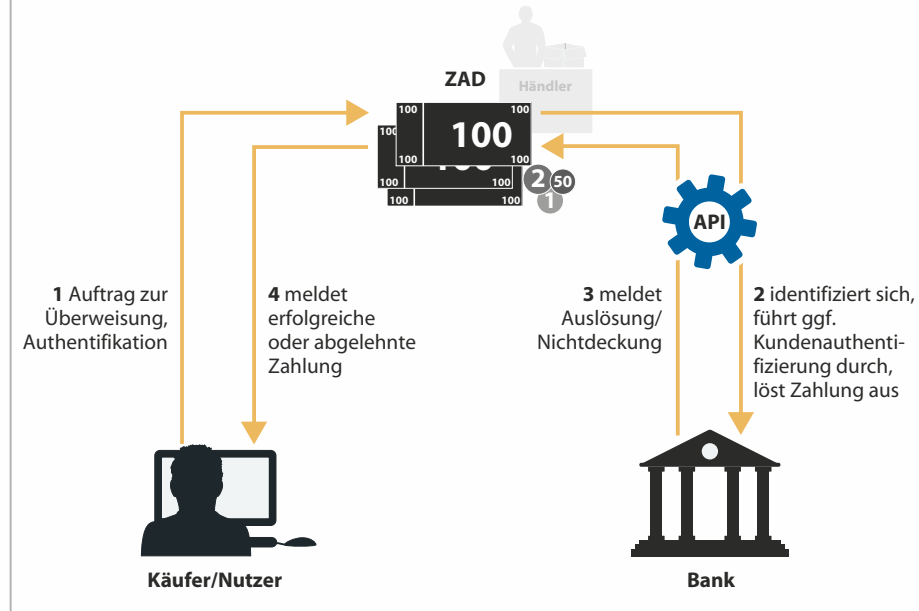 ZAD
Händler
100
100
100
100
100
100
100
100
100
100
2
50
1
API
1 Auftrag zur
Überweisung,
Authentifikation
4 meldet
erfolgreiche
oder abgelehnte
Zahlung
3 meldet
Auslösung/
Nichtdeckung
2 identifiziert sich,
führt ggf.
Kundenauthenti-
fizierung durch,
löst Zahlung aus
Käufer/Nutzer
Bank